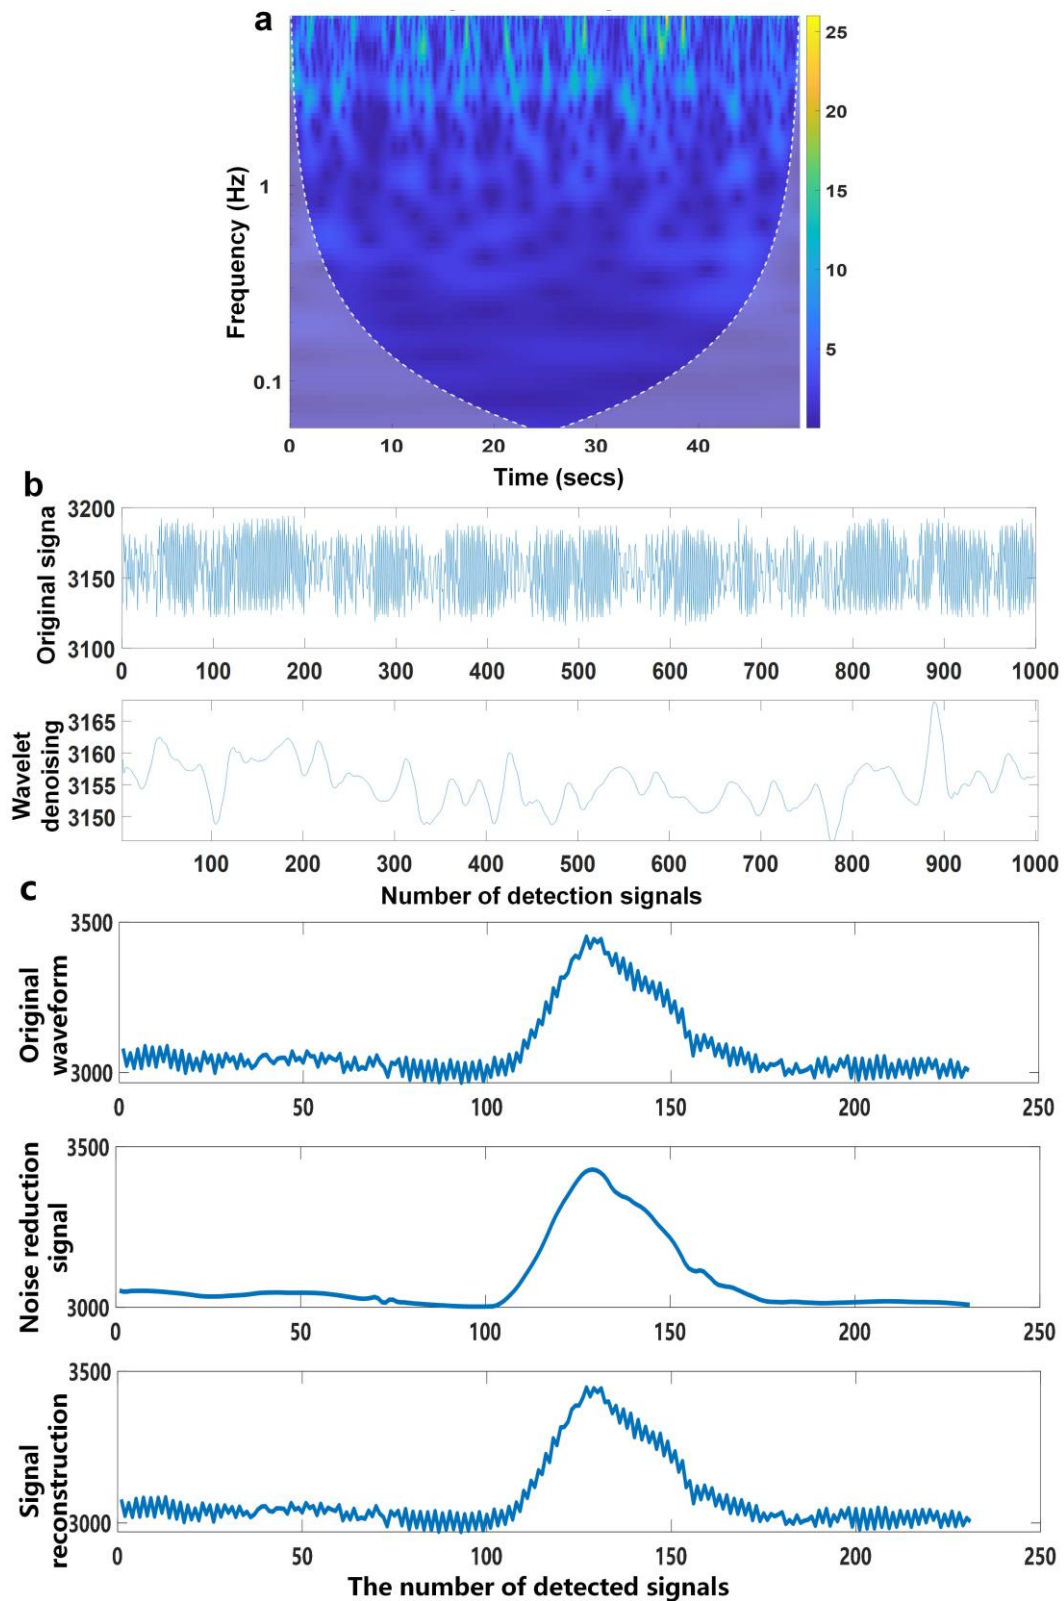 a
25
20
15
10
5
Frequency (Hz)
1
0.1
0 10 20 30 40
Time (secs)
b
Original signa
3200
3150
3100
0 100 200 300 400 500 600 700 800 900 1000
Wavelet
denoising
3165
3160
3155
3150
100 200 300 400 500 600 700 800 900 1000
Number of detection signals
c
Original
waveform
3500
3000
0 50 100 150 200 250
Noise reduction
signal
3500
3000
0 50 100 150 200 250
Signal
reconstruction
3500
3000
0 50 100 150 200 250
The number of detected signals